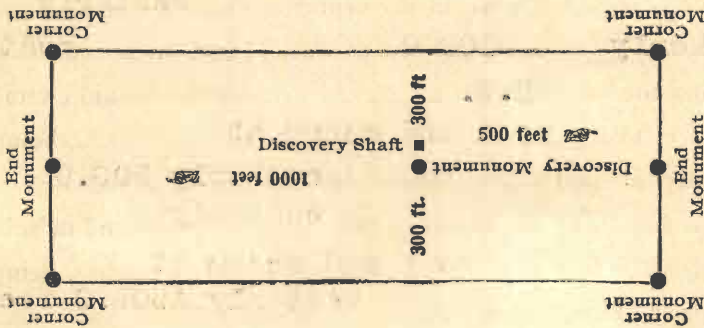 Corner
Monument
Corner
Monument
300 ft
500 feet
Discovery Shaft
Discovery Monument
End
Monument
End
Monument
1000 feet
300 ft.
Corner
Monument
Corner
Monument